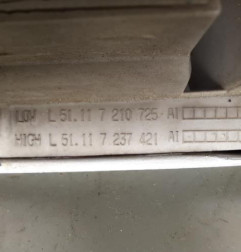 LOW L 51.11 7 210 725 AI
HIGH L 51.11 7 237 421 AI